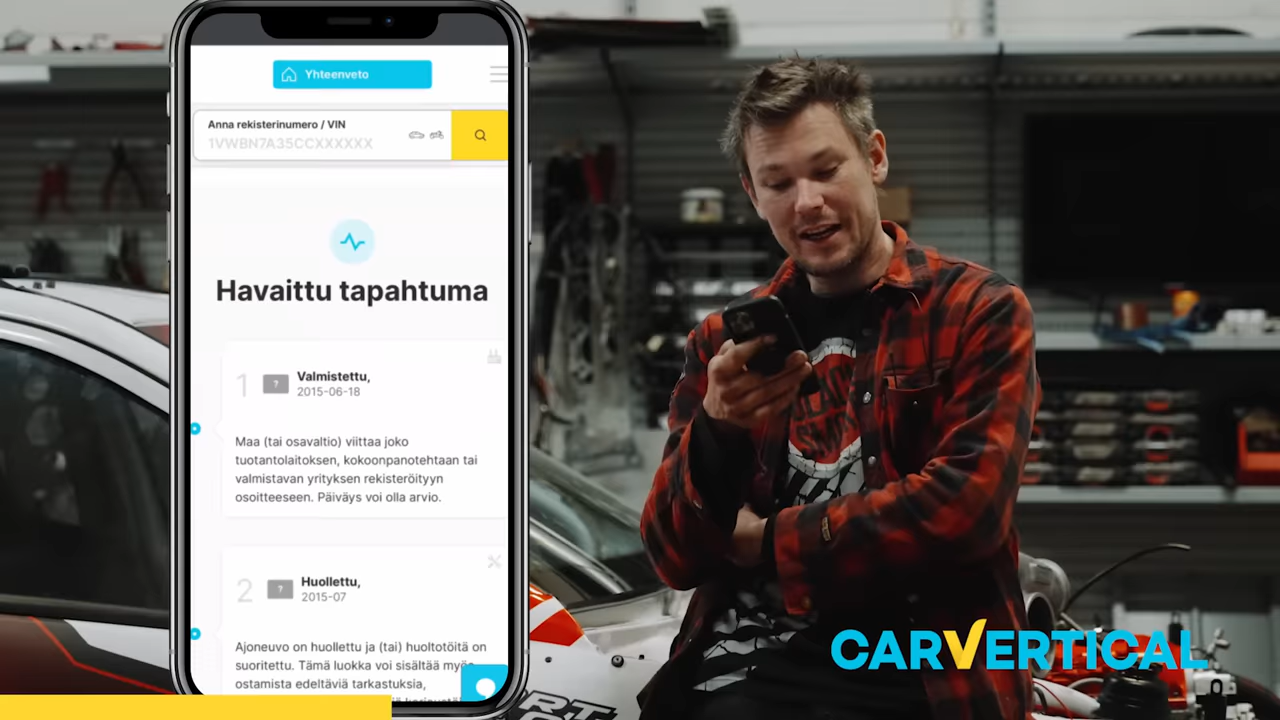 Yhteenveto
Anna rekisterinumero / VIN
1VWBN7A35CCXXXXXX
Havaittu tapahtuma
1
?
Valmistettu,
2015-06-18
Maa (tai osavaltio) viittaa joko
tuotantolaitoksen, kokoonpanotehtaan tai
valmistavan yrityksen rekisteröityyn
osoitteeseen. Päiväys voi olla arvio.
2
?
Huollettu,
2015-07
Ajoneuvo on huollettu ja (tai) huoltotöitä on
suoritettu. Tämä luokka voi sisältää myös
ostamista edeltäviä tarkastuksia,
CARVERTICAL